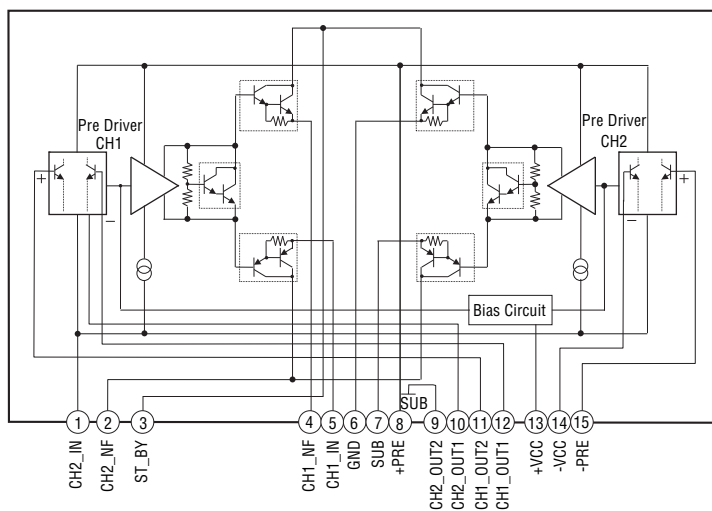 Pre Driver
CH1
Pre Driver
CH2
+
−
+
−
Bias Circuit
SUB
1
2
3
4
5
6
7
8
9
10
11
12
13
14
15
CH2_IN
CH2_NF
ST_BY
CH1_NF
CH1_IN
GND
SUB
+PRE
CH2_OUT2
CH2_OUT1
CH1_OUT2
CH1_OUT1
+VCC
-VCC
-PRE